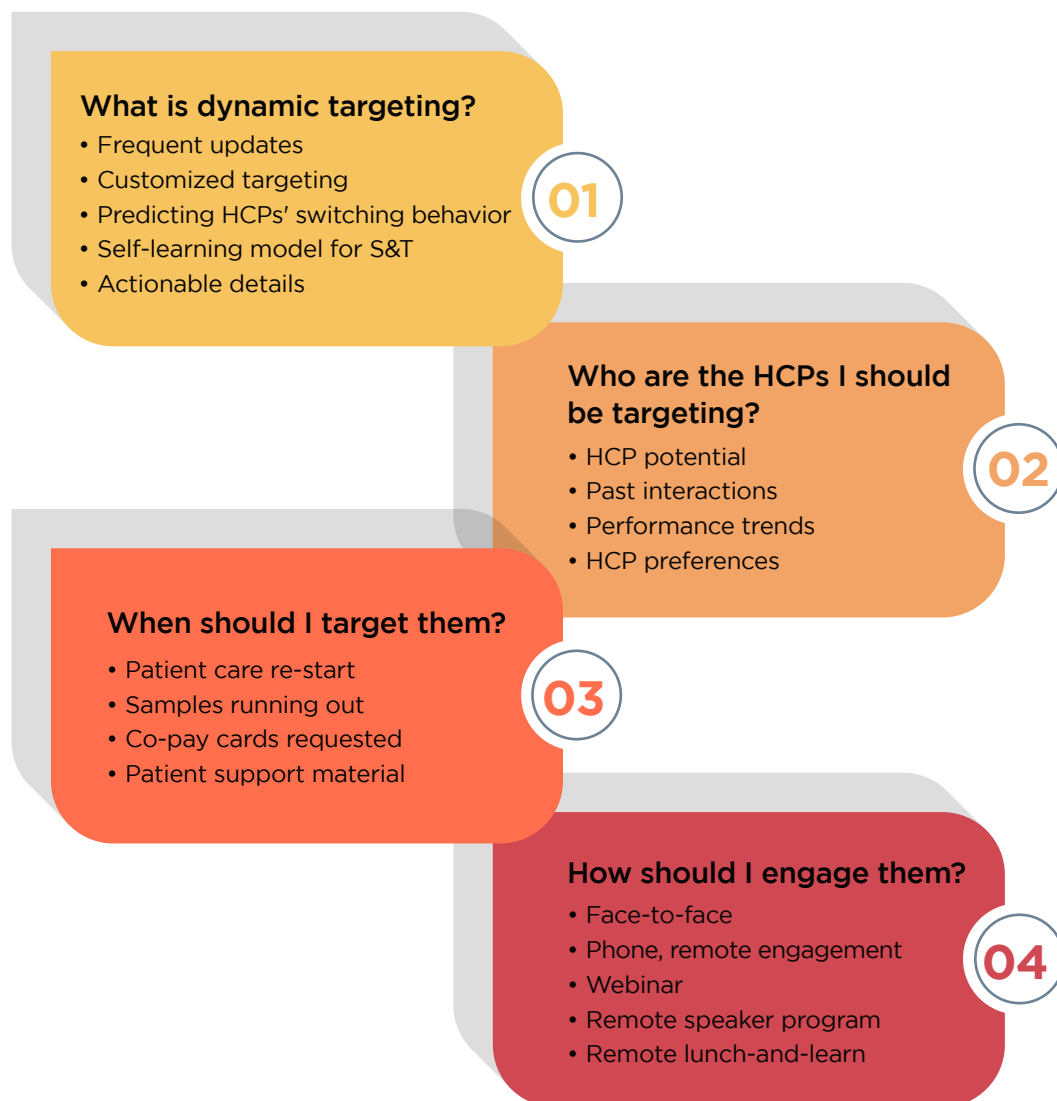 What is dynamic targeting?
• Frequent updates
• Customized targeting
• Predicting HCPs' switching behavior
• Self-learning model for S&T
• Actionable details
01
Who are the HCPs I should
be targeting?
• HCP potential
• Past interactions
• Performance trends
• HCP preferences
02
When should I target them?
• Patient care re-start
• Samples running out
• Co-pay cards requested
• Patient support material
03
How should I engage them?
• Face-to-face
• Phone, remote engagement
• Webinar
• Remote speaker program
• Remote lunch-and-learn
04